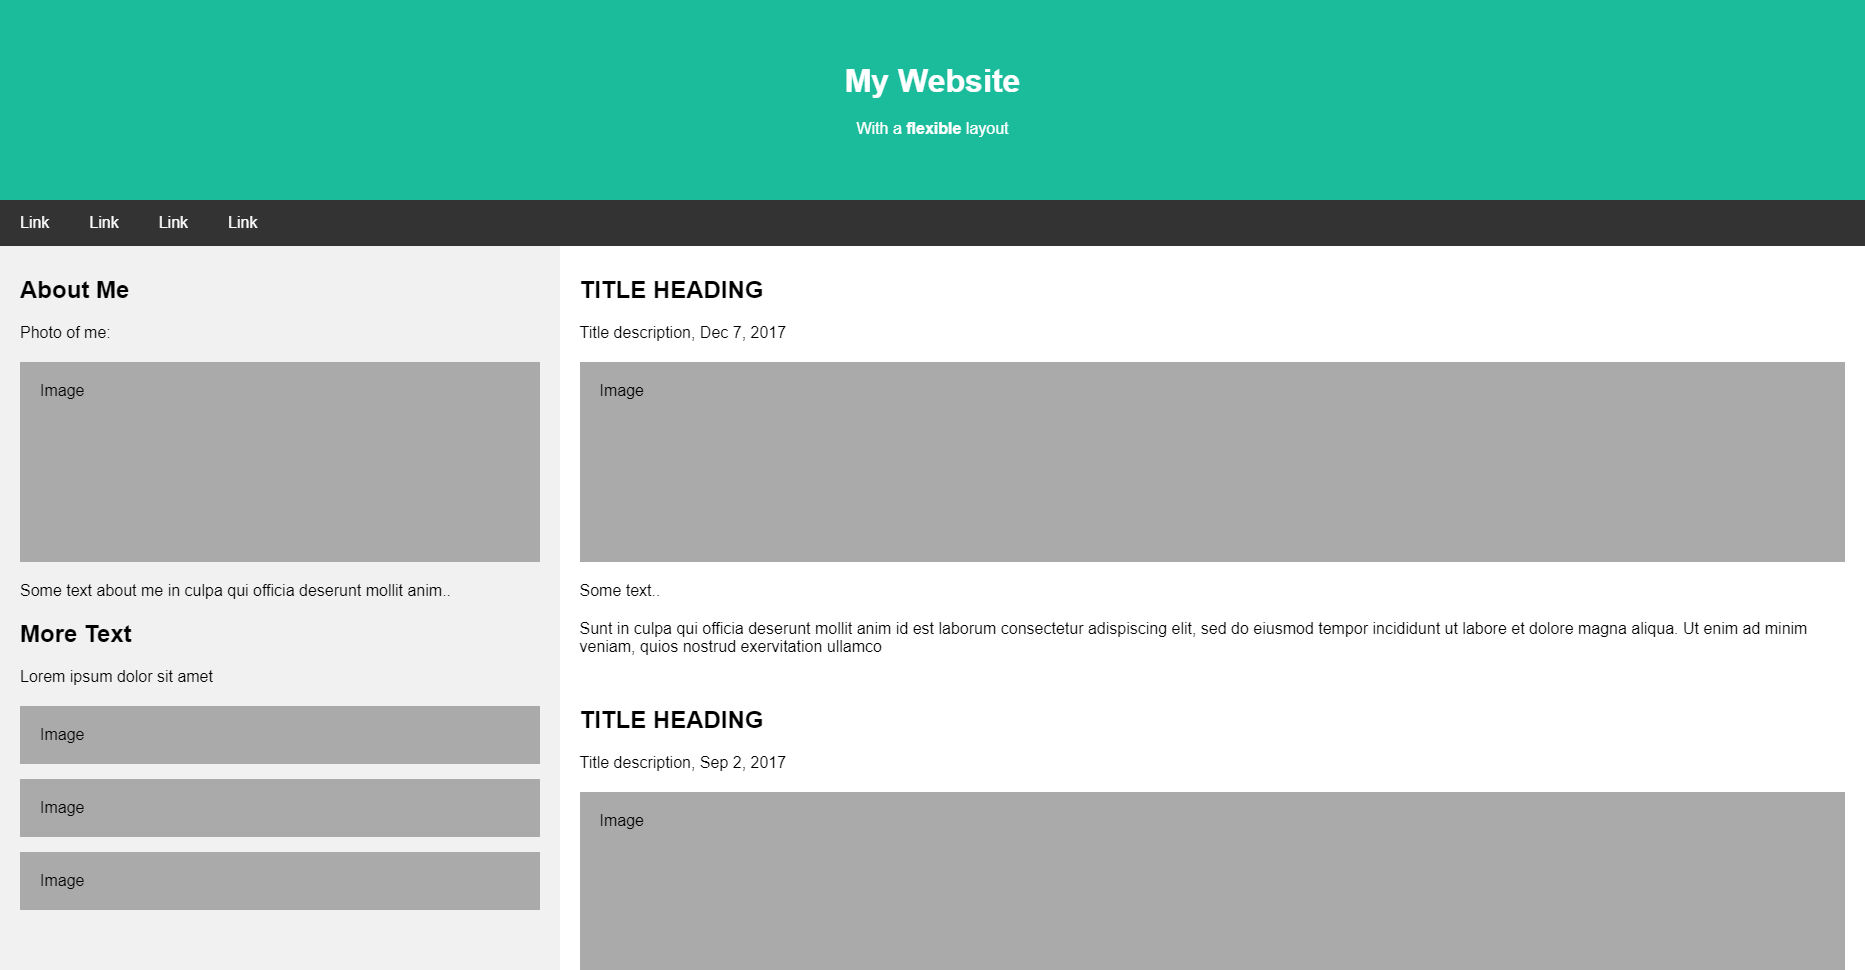 My Website
With a flexible layout
Link Link Link Link
About Me
Photo of me:
Image
Some text about me in culpa qui officia deserunt mollit anim..
More Text
Lorem ipsum dolor sit amet
Image
Image
Image
TITLE HEADING
Title description, Dec 7, 2017
Image
Some text..
Sunt in culpa qui officia deserunt mollit anim id est laborum consectetur adispiscing elit, sed do eiusmod tempor incididunt ut labore et dolore magna aliqua. Ut enim ad minim
veniam, quios nostrud exervitation ullamco
TITLE HEADING
Title description, Sep 2, 2017
Image